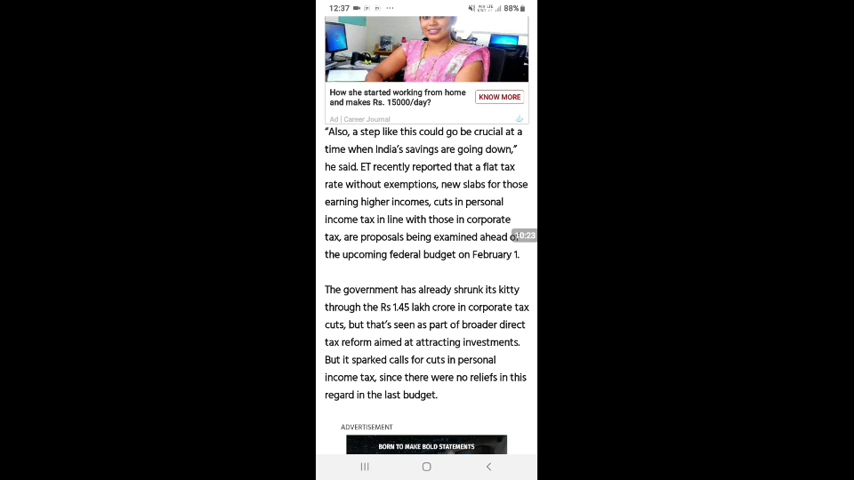 12:37
88%
How she started working from home
and makes Rs. 15000/day?
KNOW MORE
Ad | Career Journal
"Also, a step like this could go be crucial at a
time when India's savings are going down,"
he said. ET recently reported that a flat tax
rate without exemptions, new slabs for those
earning higher incomes, cuts in personal
income tax in line with those in corporate
tax, are proposals being examined ahead
10:23
the upcoming federal budget on February 1.
The government has already shrunk its kitty
through the Rs 1.45 lakh crore in corporate tax
cuts, but that's seen as part of broader direct
tax reform aimed at attracting investments.
But it sparked calls for cuts in personal
income tax, since there were no reliefs in this
regard in the last budget.
ADVERTISEMENT
BORN TO MAKE BOLD STATEMENTS